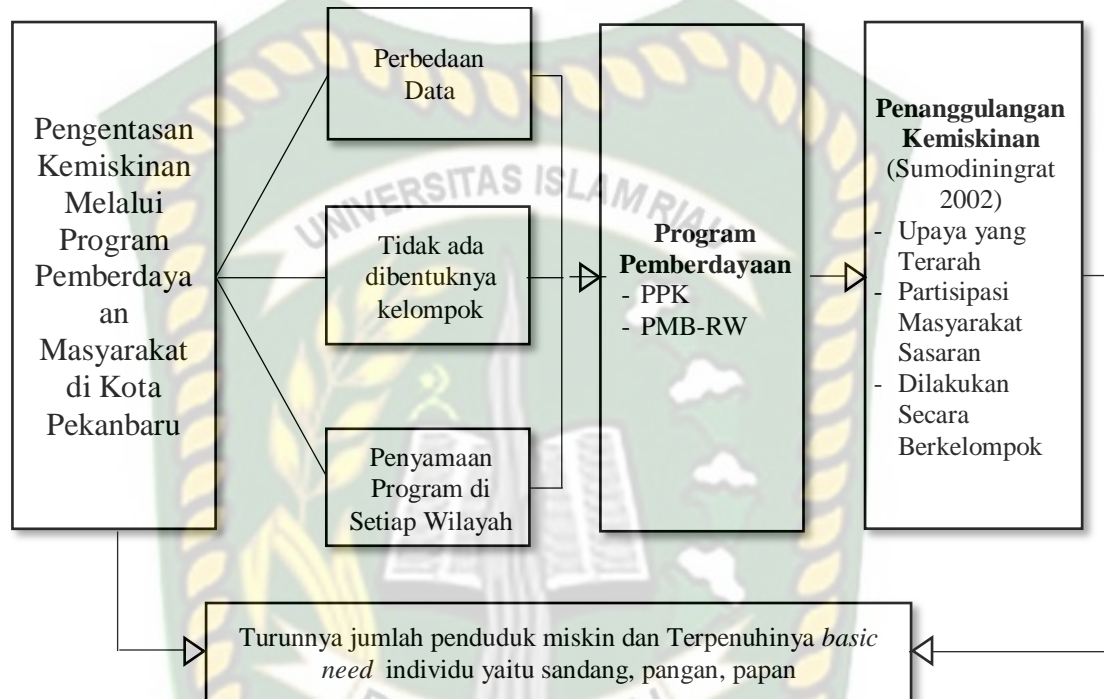 Pengentasan
Kemiskinan
Melalui
Program
Pemberdaya
an
Masyarakat
di Kota
Pekanbaru
Perbedaan
Data
Tidak ada
dibentuknya
kelompok
Penyamaan
Program di
Setiap Wilayah
Program
Pemberdayaan
- PPK
- PMB-RW
Penanggulangan
Kemiskinan
(Sumodiningrat
2002)
- Upaya yang
Terarah
- Partisipasi
Masyarakat
Sasaran
- Dilakukan
Secara
Berkelompok
Turunnya jumlah penduduk miskin dan Terpenuhinya basic
need individu yaitu sandang, pangan, papan
UNIVERSITAS ISLAM RIAU